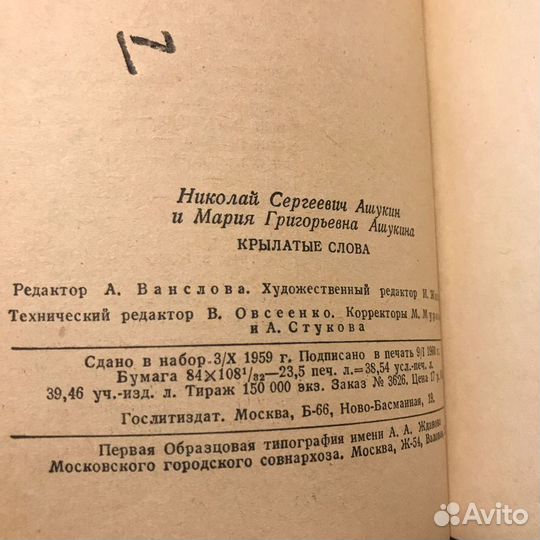 Николай Сергеевич Ашукин
и Мария Григорьевна Ашукина
КРЫЛАТЫЕ СЛОВА
Редактор А. Ванслова. Художественный редактор И.
Технический редактор В. Овсеенко. Корректоры М.
и А. Стукова
Сдано в набор 3/X 1959 г. Подписано в печать 9/I
Бумага 84×108¹/₃₂—23,5 печ. л.=38,54 усл.-печ. л.
39,46 уч.-изд. л. Тираж 150 000 экз. Заказ № 3626. Цена 17 р.
Гослитиздат. Москва, Б-66, Ново-Басманная, 19.
Первая Образцовая типография имени А. А. Жданова
Московского городского совнархоза. Москва, Ж-54,
Avito